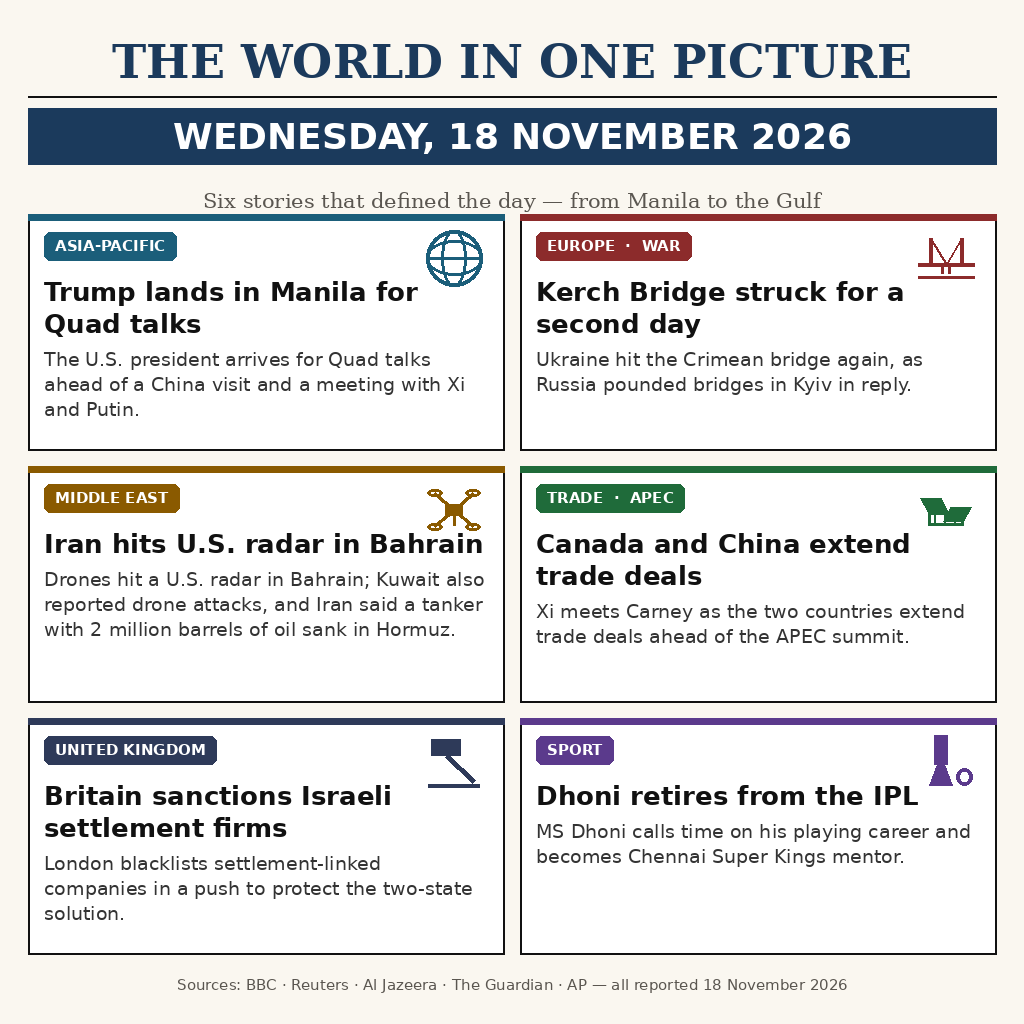 THE WORLD IN ONE PICTURE
WEDNESDAY, 18 NOVEMBER 2026
Six stories that defined the day — from Manila to the Gulf
ASIA-PACIFIC
Trump lands in Manila for
Quad talks
The U.S. president arrives for Quad talks
ahead of a China visit and a meeting with Xi
and Putin.
EUROPE · WAR
Kerch Bridge struck for a
second day
Ukraine hit the Crimean bridge again, as
Russia pounded bridges in Kyiv in reply.
MIDDLE EAST
Iran hits U.S. radar in Bahrain
Drones hit a U.S. radar in Bahrain; Kuwait also
reported drone attacks, and Iran said a tanker
with 2 million barrels of oil sank in Hormuz.
TRADE · APEC
Canada and China extend
trade deals
Xi meets Carney as the two countries extend
trade deals ahead of the APEC summit.
UNITED KINGDOM
Britain sanctions Israeli
settlement firms
London blacklists settlement-linked
companies in a push to protect the two-state
solution.
SPORT
Dhoni retires from the IPL
MS Dhoni calls time on his playing career and
becomes Chennai Super Kings mentor.
Sources: BBC · Reuters · Al Jazeera · The Guardian · AP — all reported 18 November 2026